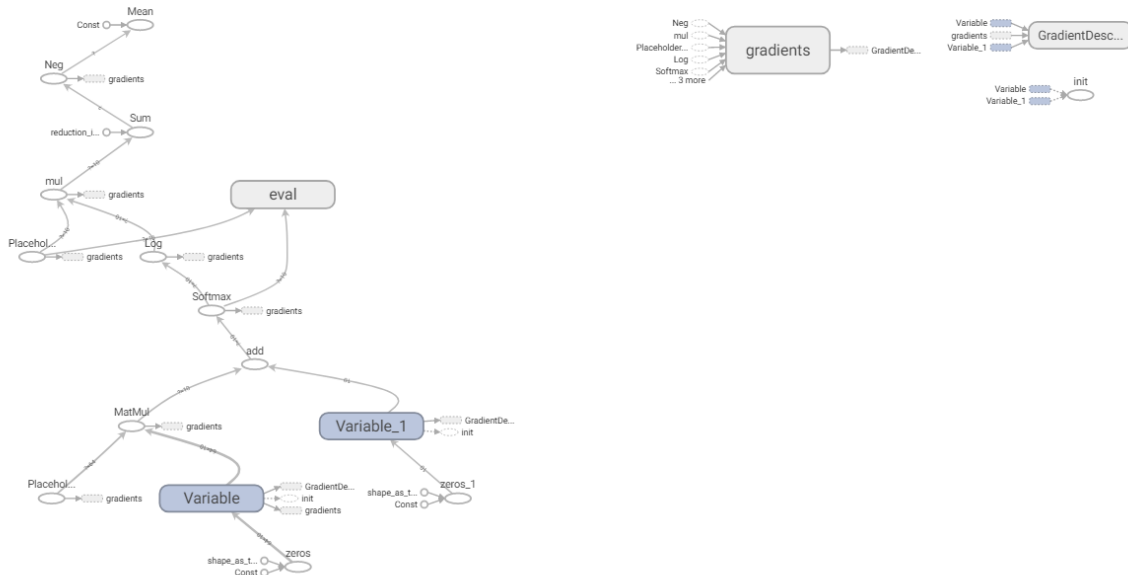 Mean
Const
Neg
gradients
Sum
reduction_i...
mul
gradients
eval
Placehol...
gradients
Log
gradients
Softmax
gradients
add
MatMul
gradients
Variable_1
GradientDe...
init
Placehol...
gradients
Variable
GradientDe...
init
gradients
shape_as_t...
zeros_1
Const
shape_as_t...
zeros
Const
Neg
mul
Placeholder...
Log
Softmax
... 3 more
gradients
GradientDe...
Variable
gradients
Variable_1
GradientDesc...
init
Variable
Variable_1